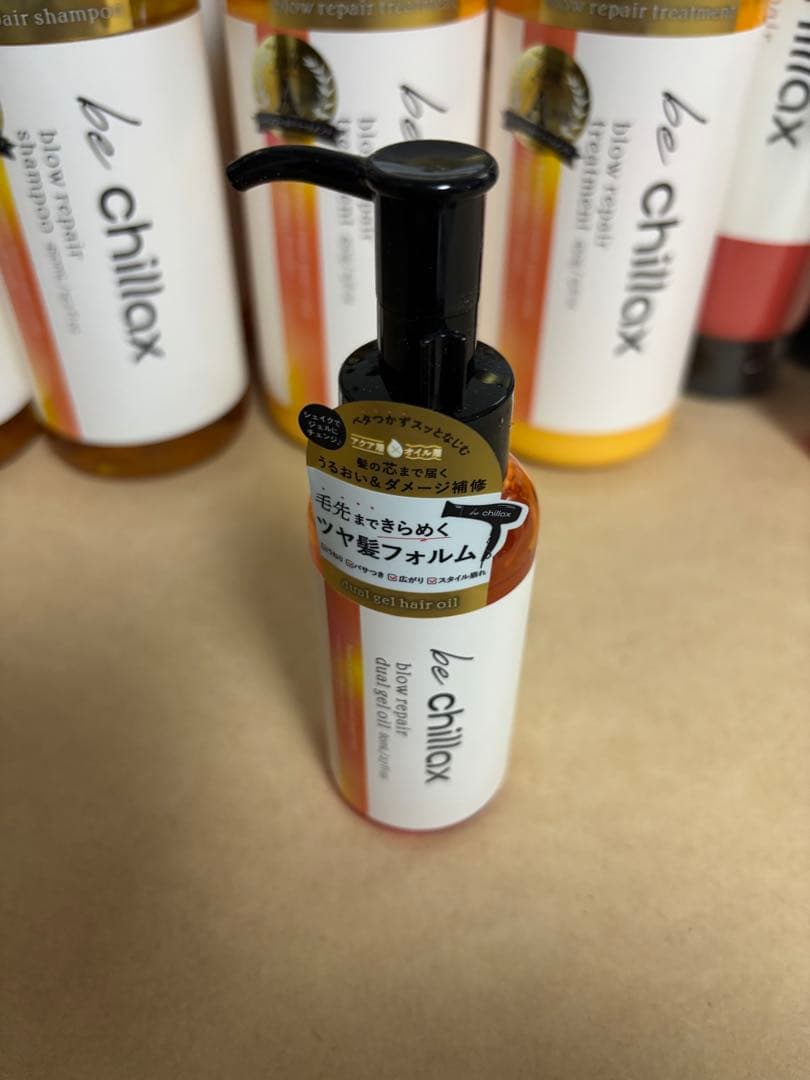 air shampoo
blow repair treatment
repair treatment
be chillax
blow repair
shampoo
be
blow repair
be chillax
blow repair
treatment
llax
シェイクで
ジェルに
チェンジ♪
ベタつかずスッとなじむ
アクア層 オイル層
髪の芯まで届く
うるおい&ダメージ補修
毛先まできらめく
ツヤ髪フォルム
be chillax
パサつき 広がり スタイル崩れ
dual gel hair oil
be chillax
blow repair
dual gel oil